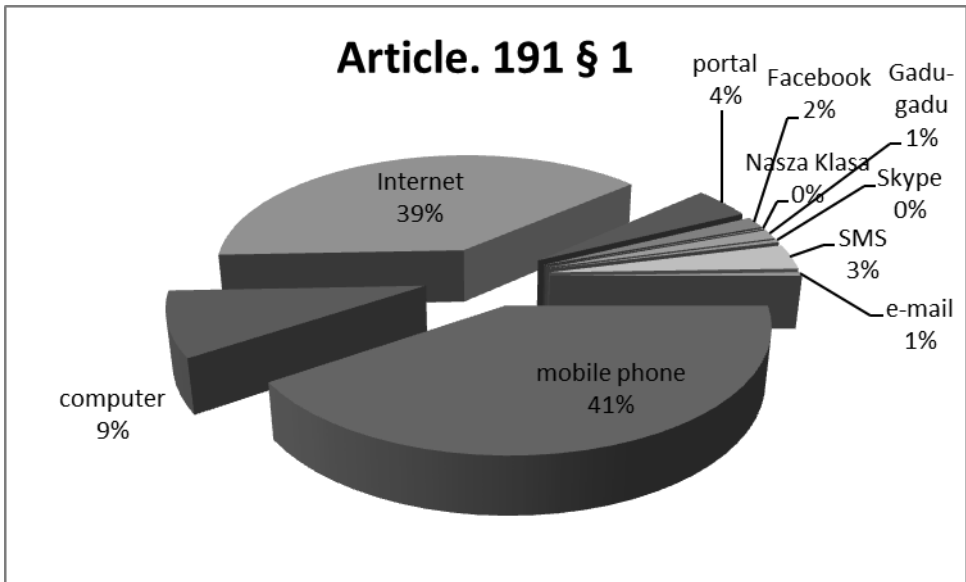 Article. 191 § 1
portal
4%
Facebook
2%
Gadu-
gadu
1%
Nasza Klasa
0%
Skype
0%
SMS
3%
e-mail
1%
Internet
39%
mobile phone
41%
computer
9%